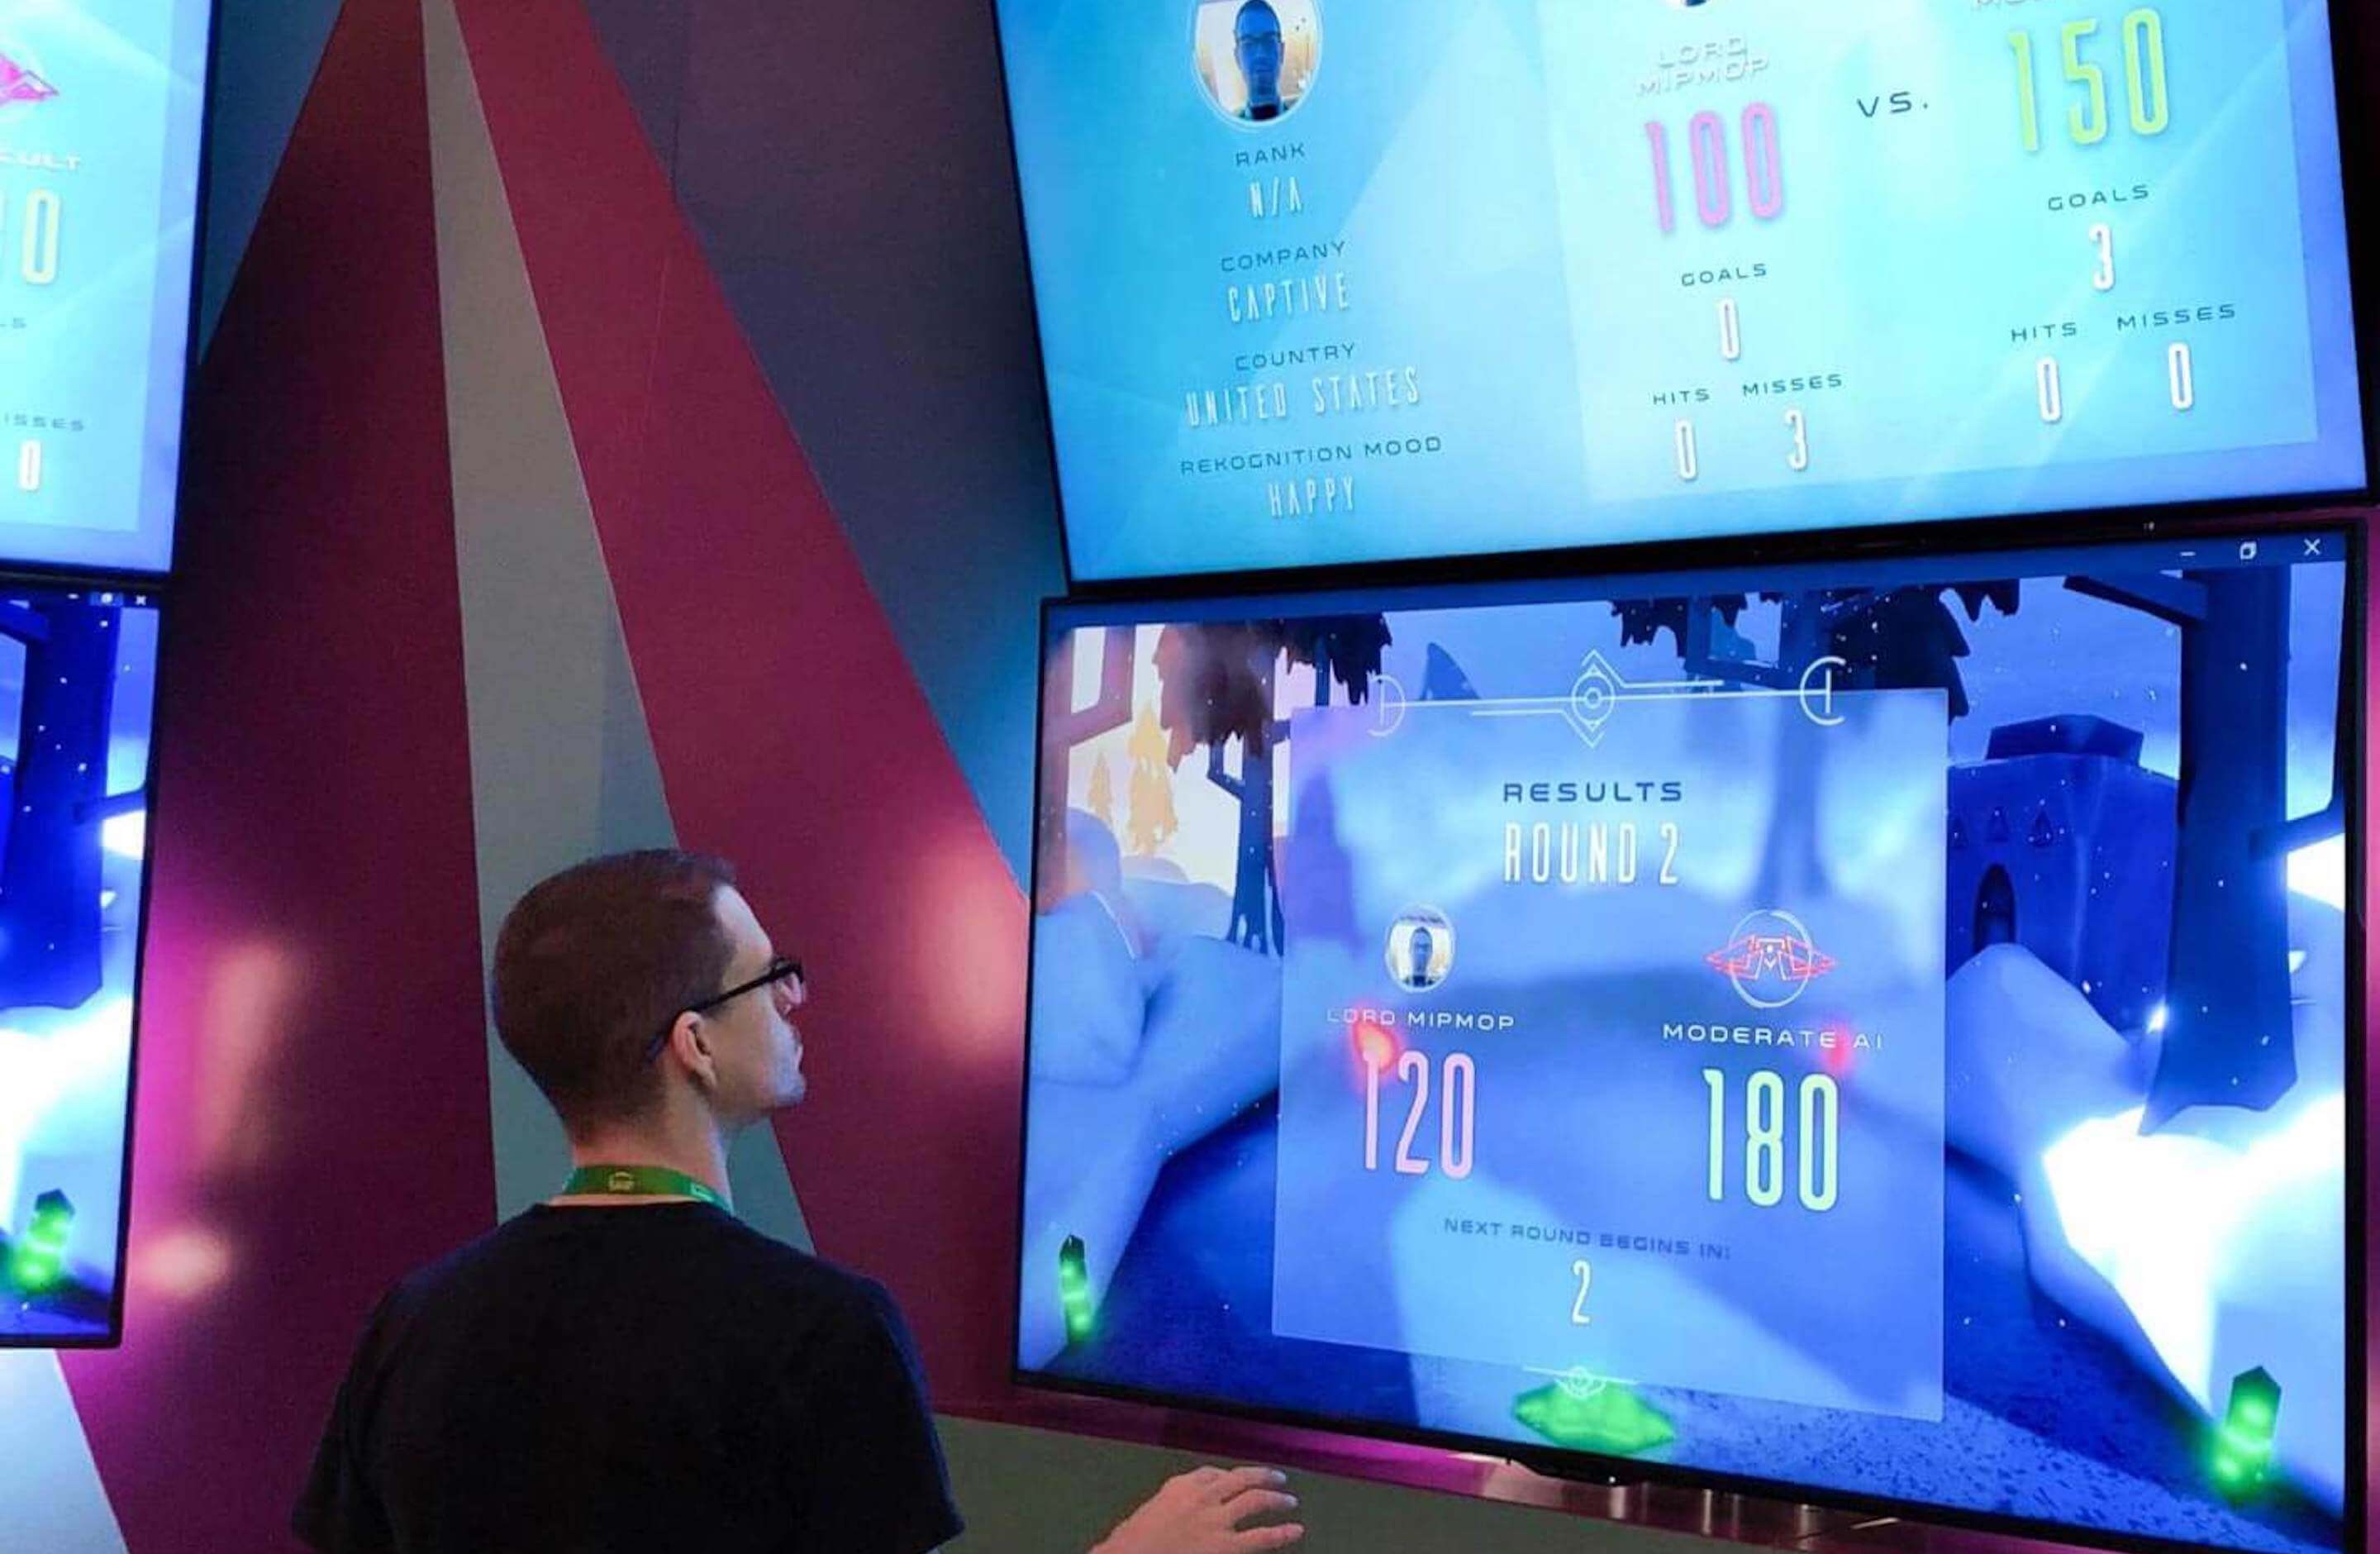 RANK
N/A
COMPANY
CAPTIVE
COUNTRY
UNITED STATES
REKOGNITION MOOD
HAPPY
LORD
MIPMOP
100
GOALS
0
HITS MISSES
0 3
VS.
150
GOALS
3
HITS MISSES
0 0
RESULTS
ROUND 2
LORD MIPMOP
120
MODERATE AI
180
NEXT ROUND BEGINS IN:
2
0
0